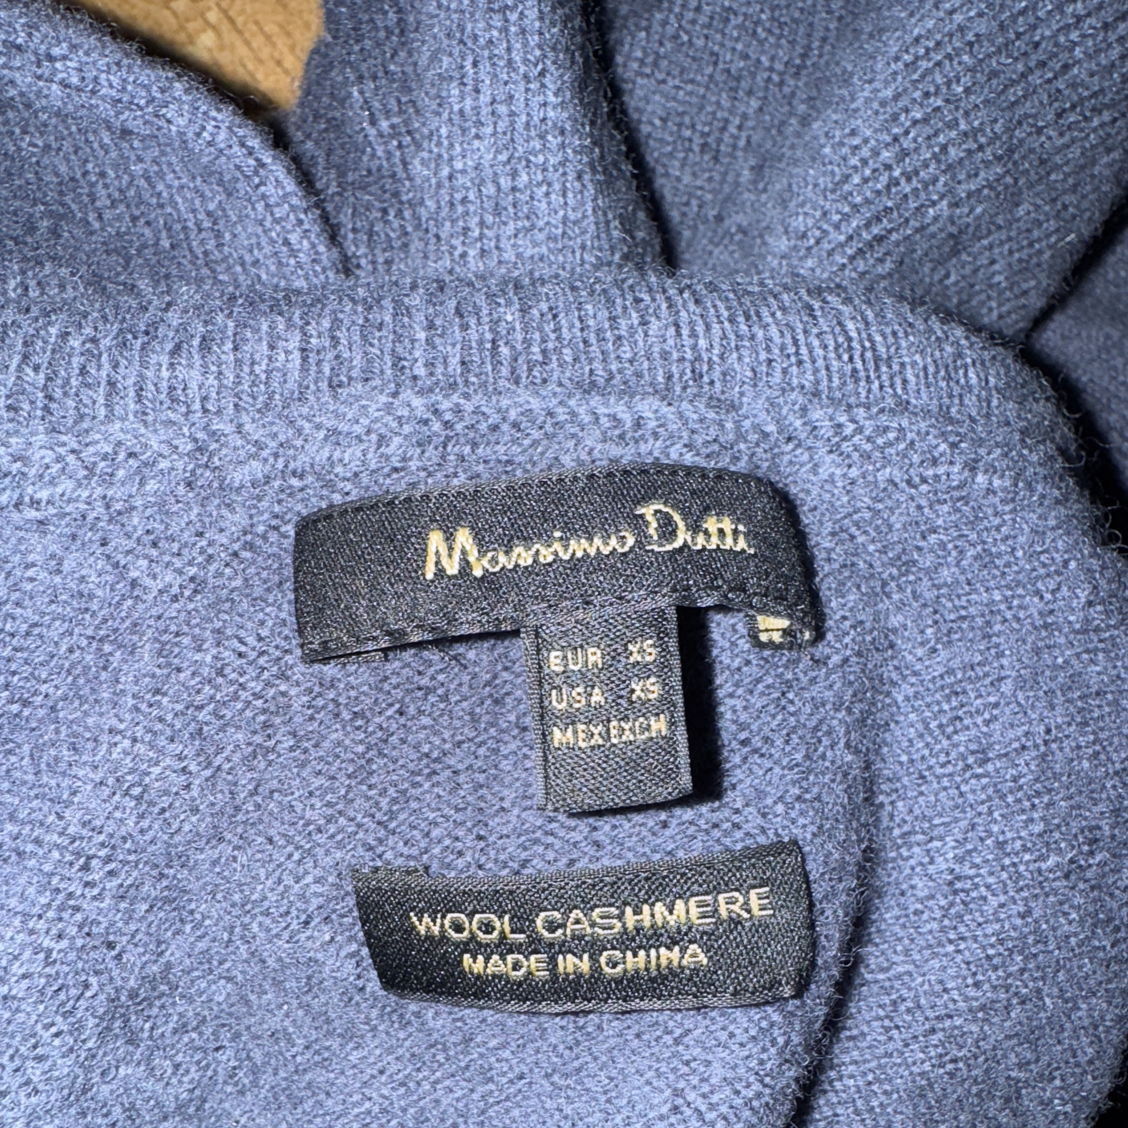 Massimo Dutti
EUR XS
USA XS
MEX EXCH
WOOL CASHMERE
MADE IN CHINA